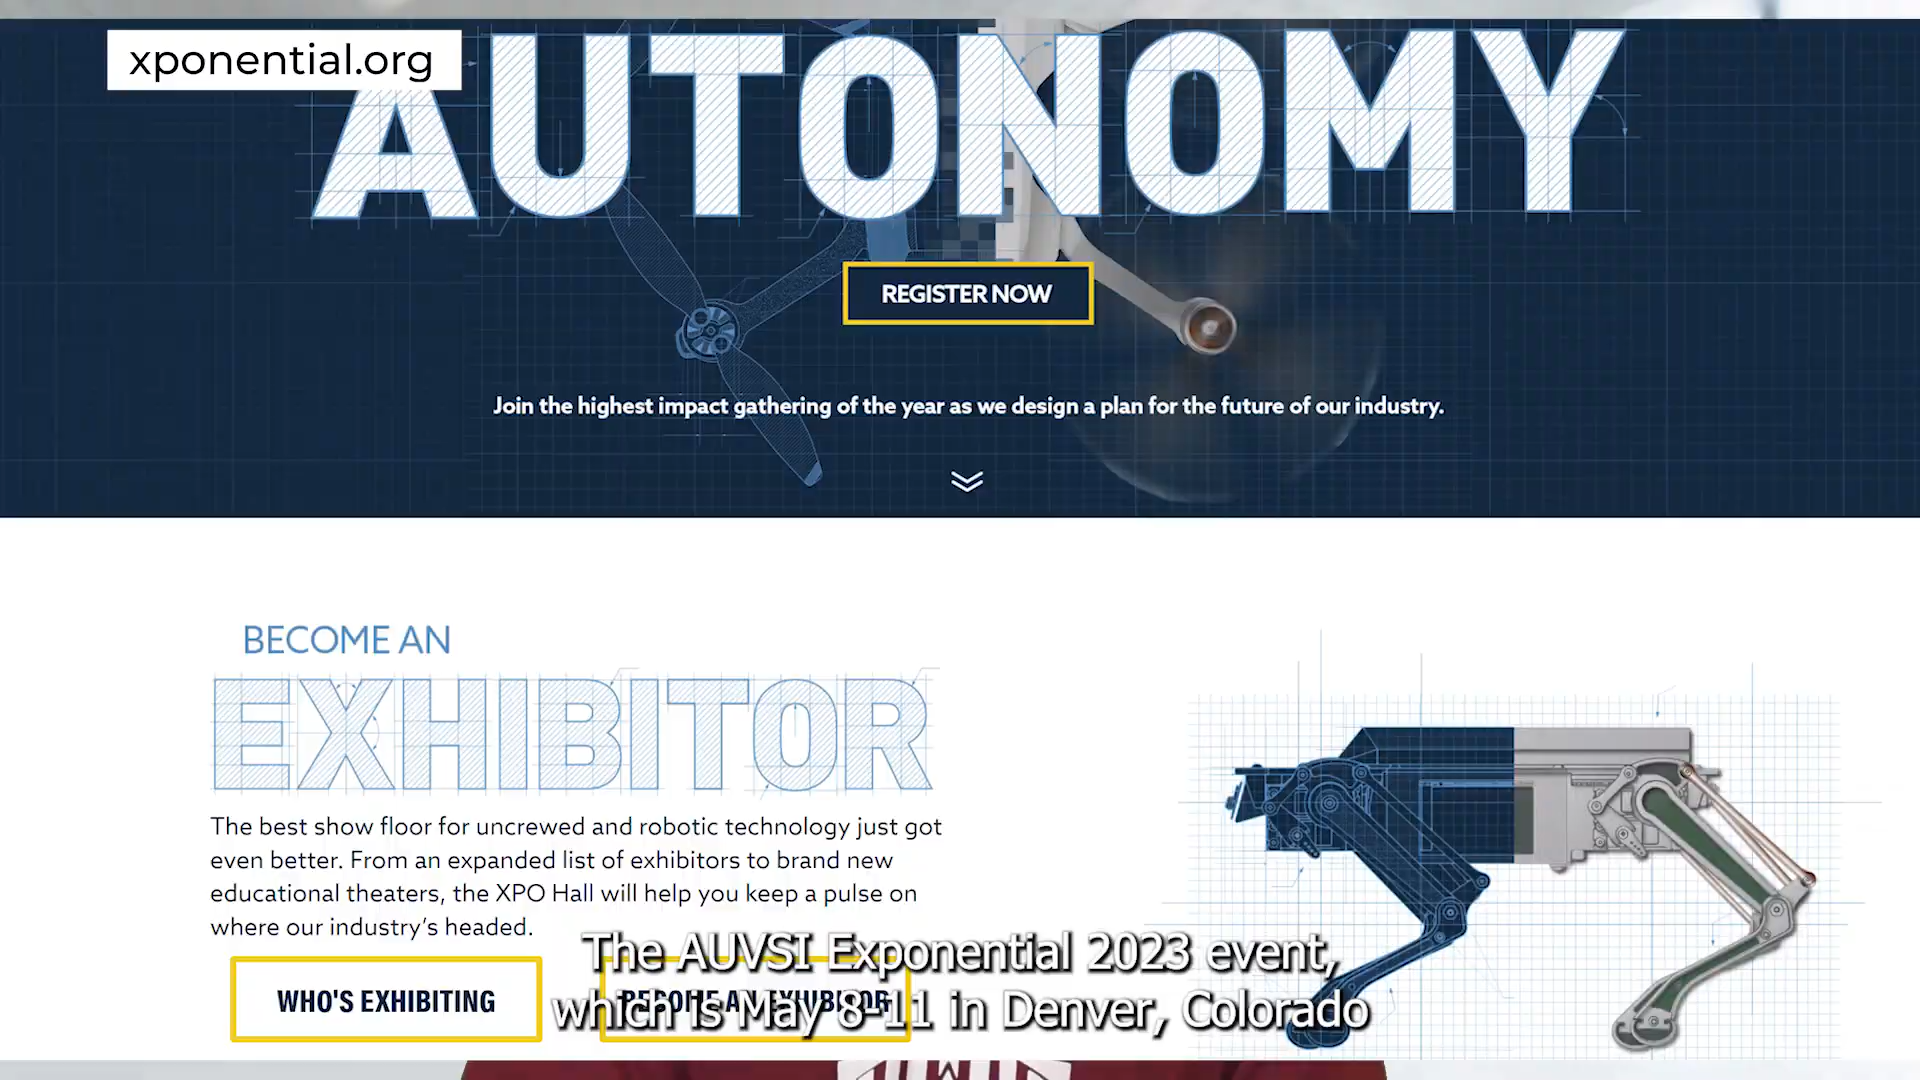 xponential.org
AUTONOMY
REGISTER NOW
Join the highest impact gathering of the year as we design a plan for the future of our industry.
BECOME AN
EXHIBITOR
The best show floor for uncrewed and robotic technology just got
even better. From an expanded list of exhibitors to brand new
educational theaters, the XPO Hall will help you keep a pulse on
where our industry's headed.
WHO'S EXHIBITING
BECOME AN EXHIBITOR
The AUVSI Exponential 2023 event,
which is May 8-11 in Denver, Colorado